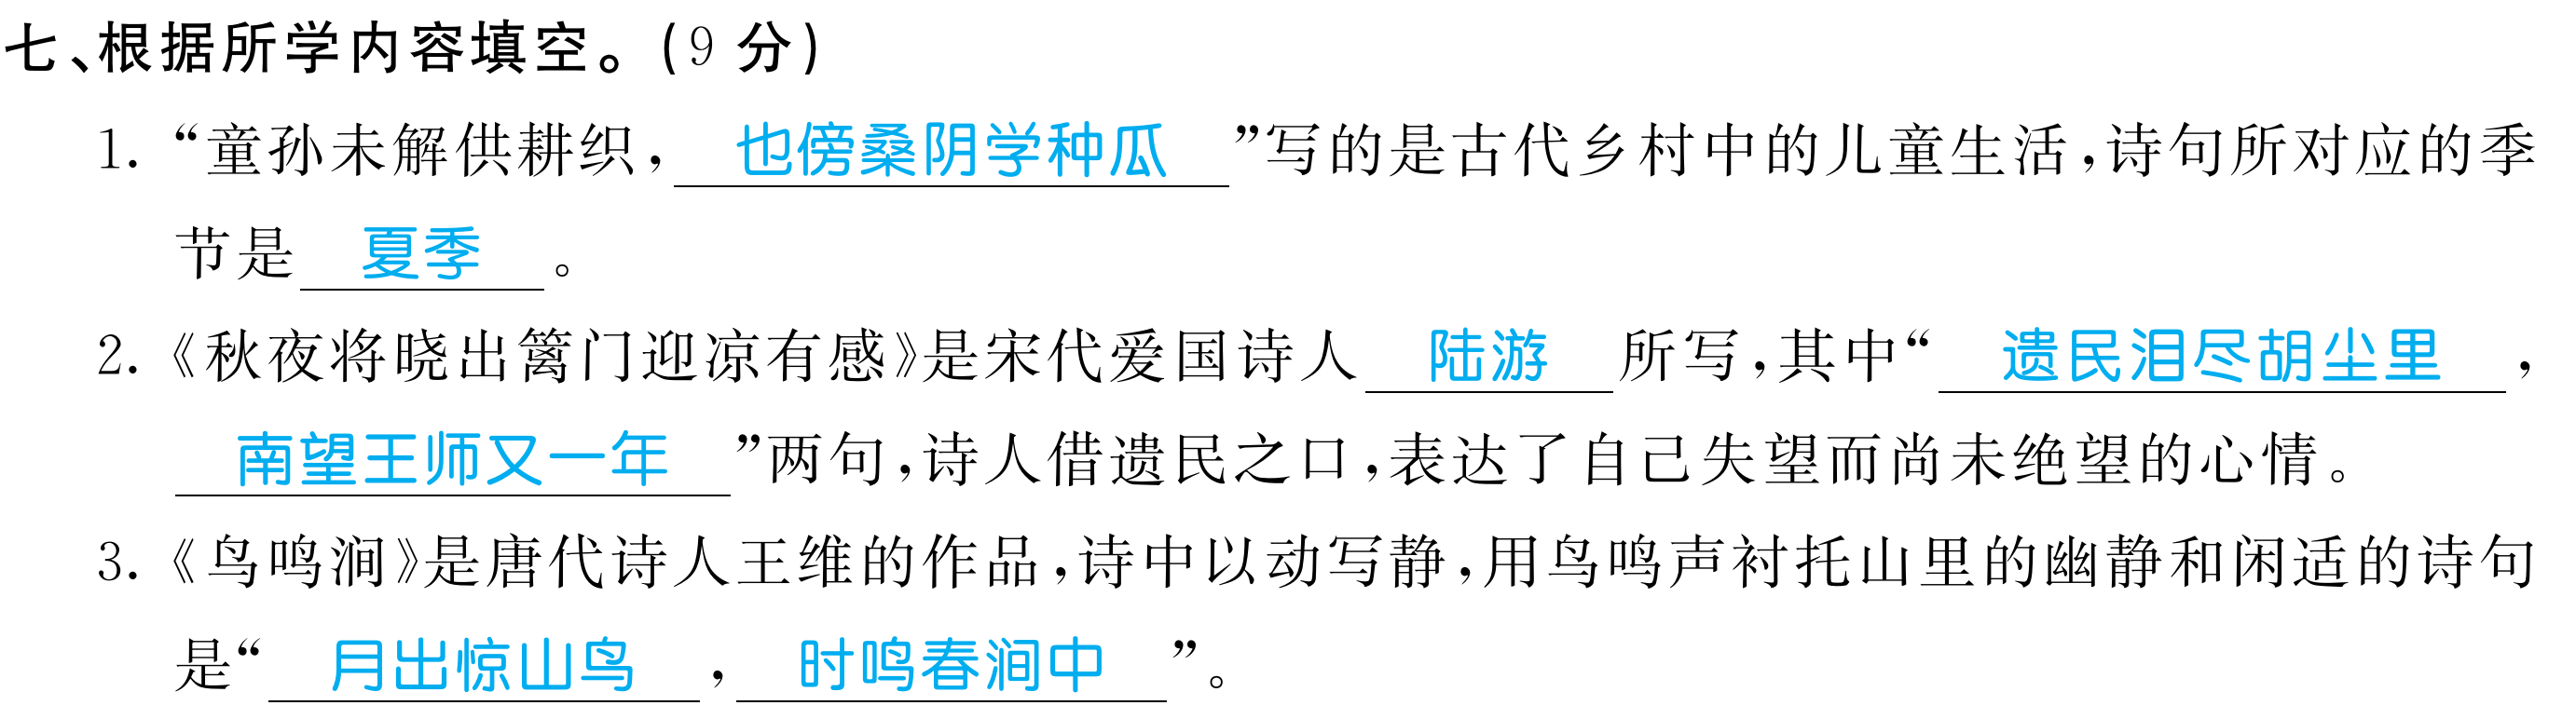 七、根据所学内容填空。(9 分)
1. “童孙未解供耕织，也傍桑阴学种瓜”写的是古代乡村中的儿童生活，诗句所对应的季
节是夏季。
2.《秋夜将晓出篱门迎凉有感》是宋代爱国诗人陆游所写，其中“遗民泪尽胡尘里，
南望王师又一年”两句，诗人借遗民之口，表达了自己失望而尚未绝望的心情。
3.《鸟鸣涧》是唐代诗人王维的作品，诗中以动写静，用鸟鸣声衬托山里的幽静和闲适的诗句
是“月出惊山鸟，时鸣春涧中”。